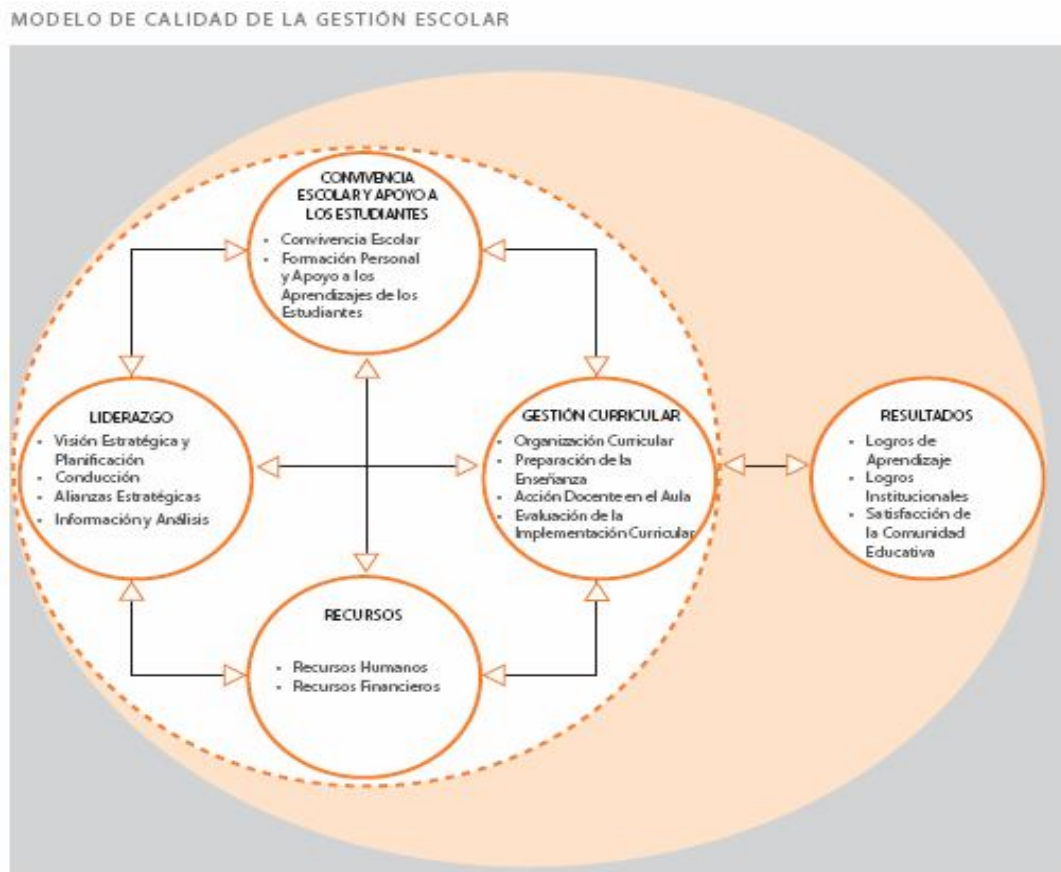 MODELO DE CALIDAD DE LA GESTIÓN ESCOLAR
CONVIVENCIA
ESCOLAR Y APOYO A
LOS ESTUDIANTES
• Convivencia Escolar
• Formación Personal
y Apoyo a los
Aprendizajes de los
Estudiantes
LIDERAZGO
• Visión Estratégica y
Planificación
• Conducción
• Alianzas Estratégicas
• Información y Análisis
GESTIÓN CURRICULAR
• Organización Curricular
• Preparación de la
Enseñanza
• Acción Docente en el Aula
• Evaluación de la
Implementación Curricular
RESULTADOS
• Logros de
Aprendizaje
• Logros
Institucionales
• Satisfacción de
la Comunidad
Educativa
RECURSOS
• Recursos Humanos
• Recursos Financieros